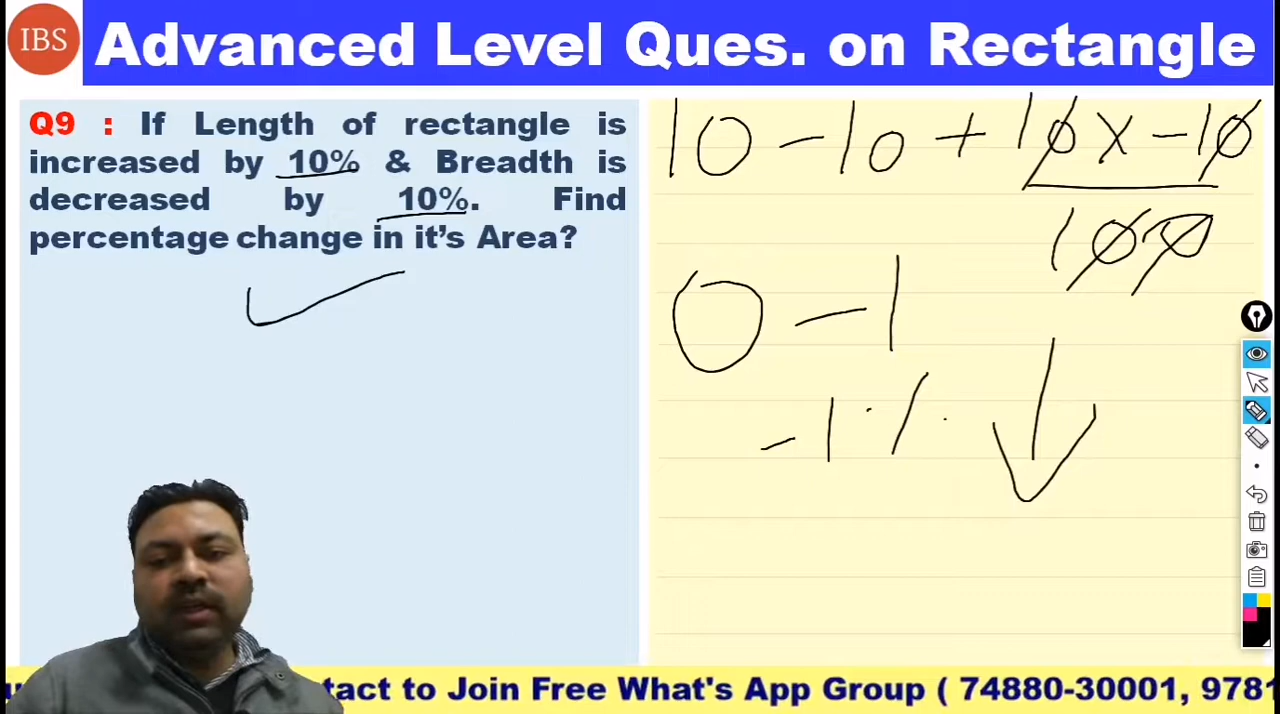 IBS
Advanced Level Ques. on Rectangle
Q9 : If Length of rectangle is
increased by 10% & Breadth is
decreased by 10%. Find
percentage change in it's Area?
10 - 10 + 10 x - 10
100
0 - 1
- 1 %
tact to Join Free What's App Group ( 74880-30001, 9781